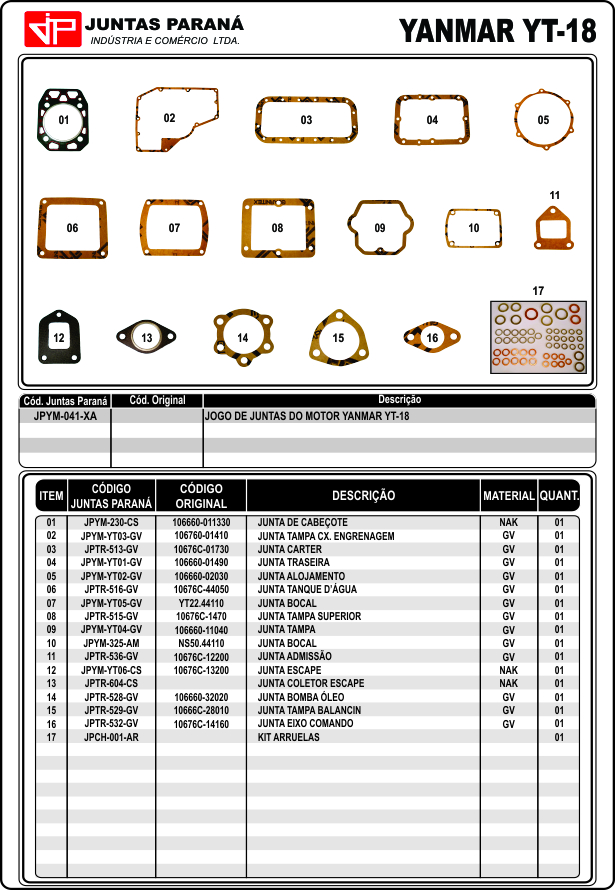 JP JUNTAS PARANÁ
INDÚSTRIA E COMÉRCIO LTDA.
YANMAR YT-18
01 02 03 04 05
06 07 08 09 10 11
12 13 14 15 16 17
Cód. Juntas Paraná Cód. Original Descrição
JPYM-041-XA JOGO DE JUNTAS DO MOTOR YANMAR YT-18
ITEM CÓDIGO JUNTAS PARANÁ CÓDIGO ORIGINAL DESCRIÇÃO MATERIAL QUANT.
01 JPYM-230-CS 106660-011330 JUNTA DE CABEÇOTE NAK 01
02 JPYM-YT03-GV 106760-01410 JUNTA TAMPA CX. ENGRENAGEM GV 01
03 JPTR-513-GV 10676C-01730 JUNTA CARTER GV 01
04 JPYM-YT01-GV 106660-01490 JUNTA TRASEIRA GV 01
05 JPYM-YT02-GV 106660-02030 JUNTA ALOJAMENTO GV 01
06 JPTR-516-GV 10676C-44050 JUNTA TANQUE D'ÁGUA GV 01
07 JPYM-YT05-GV YT22.44110 JUNTA BOCAL GV 01
08 JPTR-515-GV 10676C-1470 JUNTA TAMPA SUPERIOR GV 01
09 JPYM-YT04-GV 106660-11040 JUNTA TAMPA GV 01
10 JPYM-325-AM NS50.44110 JUNTA BOCAL GV 01
11 JPTR-536-GV 10676C-12200 JUNTA ADMISSÃO GV 01
12 JPYM-YT06-CS 10676C-13200 JUNTA ESCAPE NAK 01
13 JPTR-604-CS JUNTA COLETOR ESCAPE NAK 01
14 JPTR-528-GV 106660-32020 JUNTA BOMBA ÓLEO GV 01
15 JPTR-529-GV 10666C-28010 JUNTA TAMPA BALANCIN GV 01
16 JPTR-532-GV 10676C-14160 JUNTA EIXO COMANDO GV 01
17 JPCH-001-AR KIT ARRUELAS 01